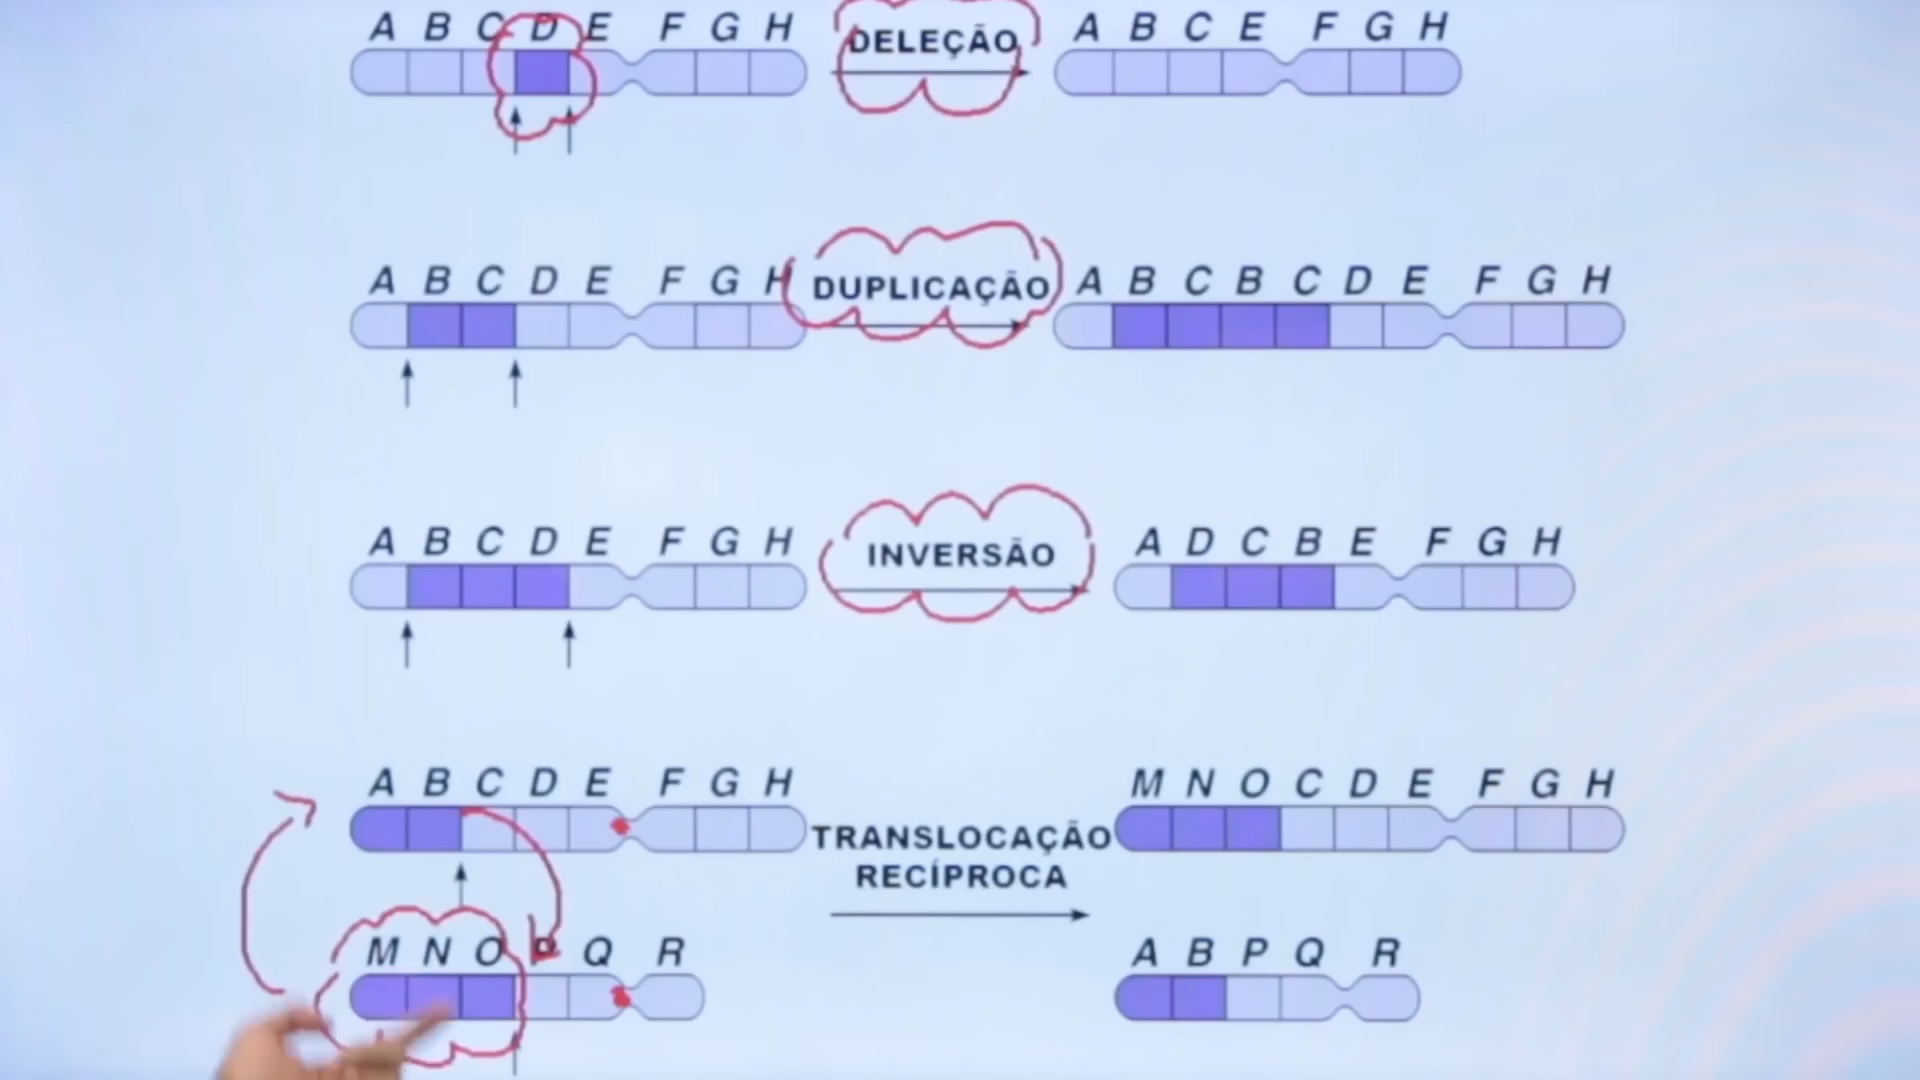 A B C D E F G H DELEÇÃO A B C E F G H
A B C D E F G H DUPLICAÇÃO A B C B C D E F G H
A B C D E F G H INVERSÃO A D C B E F G H
A B C D E F G H M N O C D E F G H
TRANSLOCAÇÃO
RECÍPROCA
M N O P Q R A B P Q R